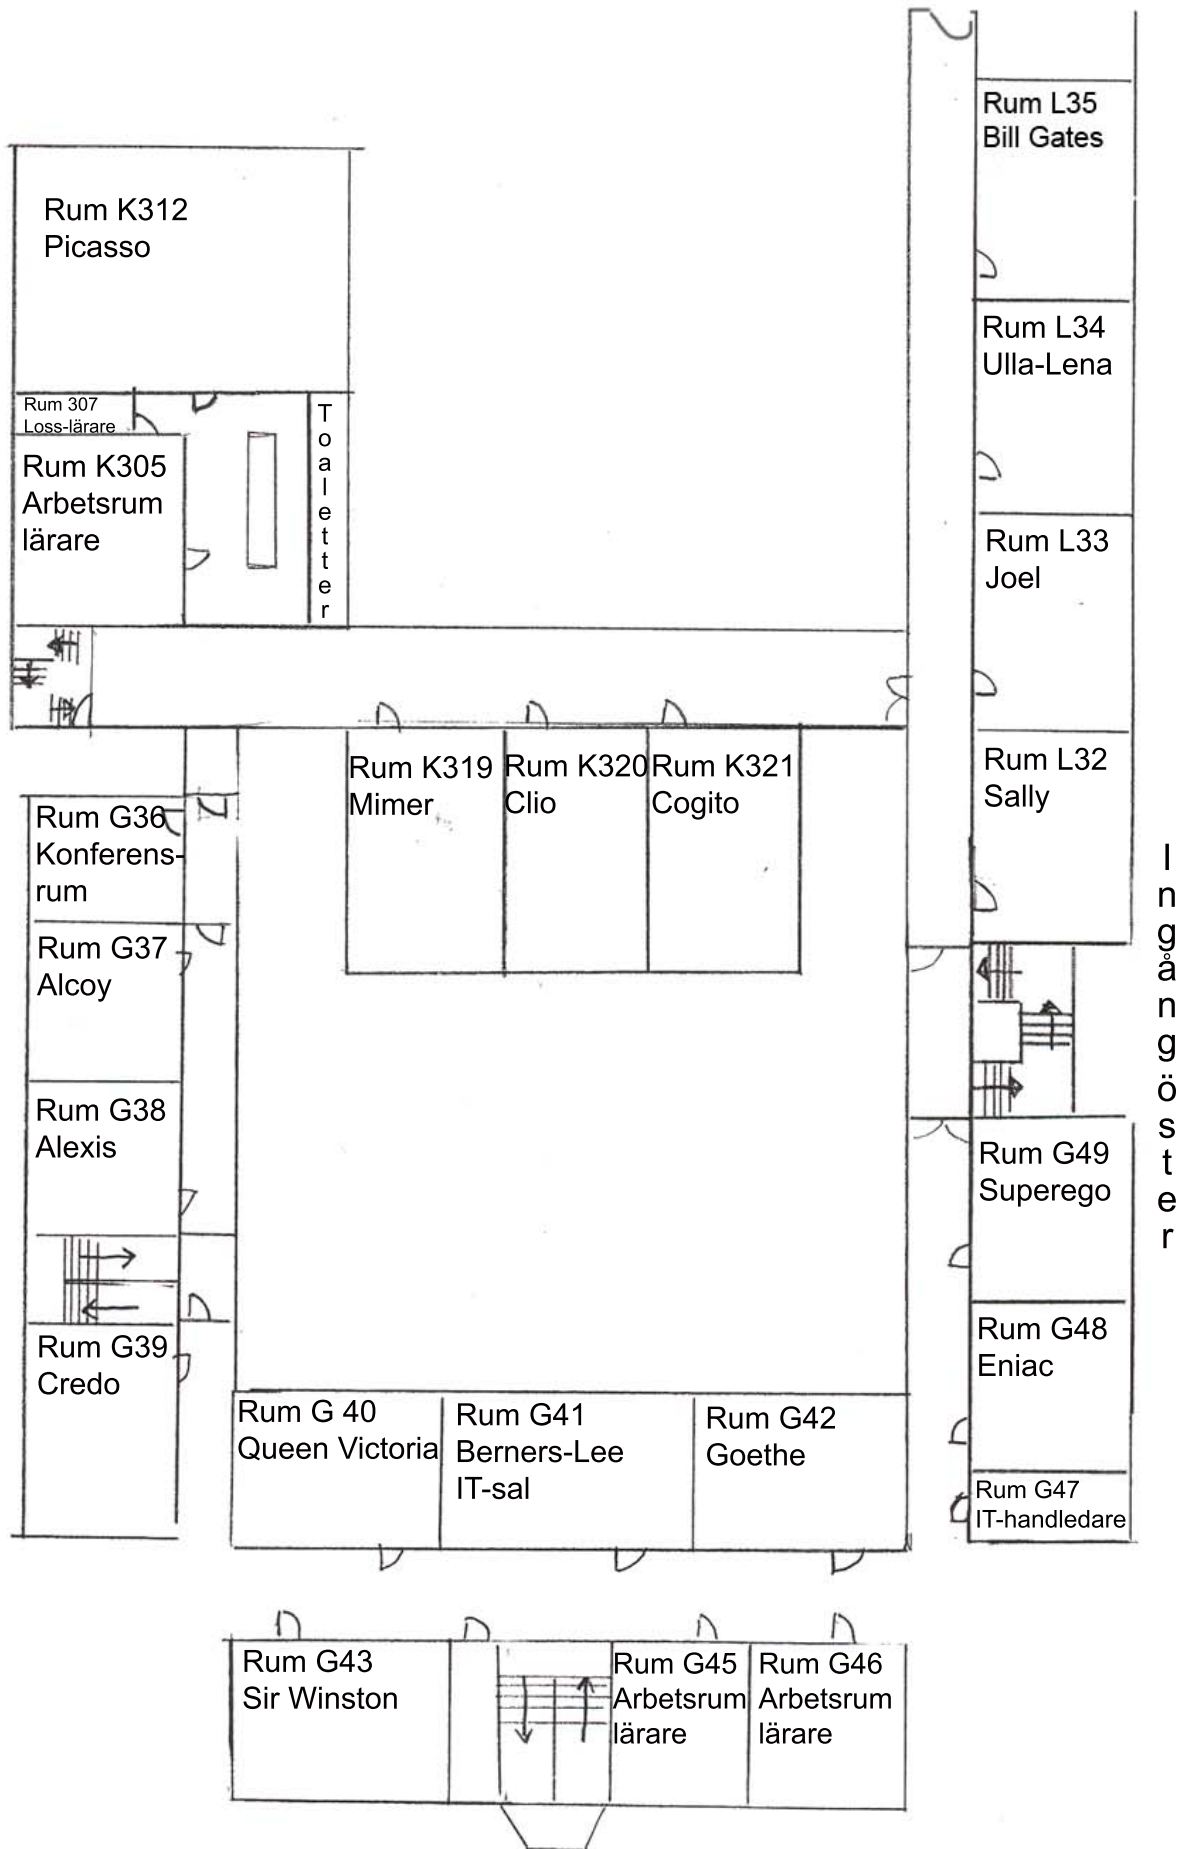 Rum L35
Bill Gates
Rum K312
Picasso
Rum L34
Ulla-Lena
Rum 307
Loss-lärare
Toaletter
Rum K305
Arbetsrum
lärare
Rum L33
Joel
Rum K319
Mimer
Rum K320
Clio
Rum K321
Cogito
Rum L32
Sally
Rum G36
Konferens-
rum
Ingång öster
Rum G37
Alcoy
Rum G38
Alexis
Rum G49
Superego
Rum G39
Credo
Rum G48
Eniac
Rum G 40
Queen Victoria
Rum G41
Berners-Lee
IT-sal
Rum G42
Goethe
Rum G47
IT-handledare
Rum G43
Sir Winston
Rum G45
Arbetsrum
lärare
Rum G46
Arbetsrum
lärare